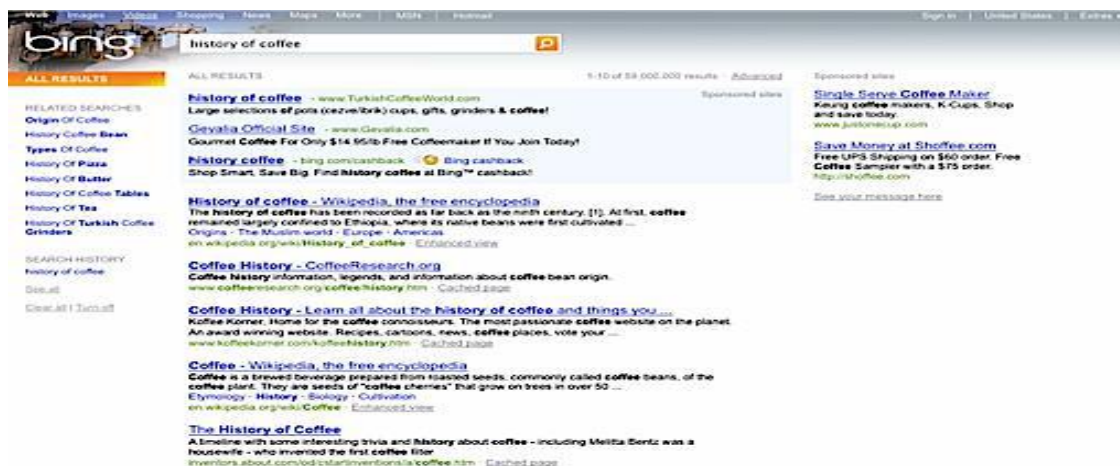 Web Images Videos Shopping News Maps More | MSN | Hotmail
Sign in | United States | Extras
bing
history of coffee
ALL RESULTS
RELATED SEARCHES
Origin Of Coffee
History Coffee Bean
Types Of Coffee
History Of Pizza
History Of Butter
History Of Coffee Tables
History Of Tea
History Of Turkish Coffee
Grinders
SEARCH HISTORY
history of coffee
See all
Clear all | Turn off
ALL RESULTS
1-10 of 59,000,000 results · Advanced
history of coffee - www.TurkishCoffeeWorld.com
Sponsored sites
Large selections of pots (cezve/ibrik) cups, gifts, grinders & coffee!
Gevalia Official Site - www.Gevalia.com
Gourmet Coffee For Only $14.95/lb Free Coffeemaker If You Join Today!
history coffee - bing.com/cashback Bing cashback
Shop Smart, Save Big. Find history coffee at Bing™ cashback!
History of coffee - Wikipedia, the free encyclopedia
The history of coffee has been recorded as far back as the ninth century. [1]. At first, coffee
remained largely confined to Ethiopia, where its native beans were first cultivated ...
Origins · The Muslim world · Europe · Americas
en.wikipedia.org/wiki/History_of_coffee · Enhanced view
Coffee History - CoffeeResearch.org
Coffee history information, legends, and information about coffee bean origin.
www.coffeeresearch.org/coffee/history.htm · Cached page
Coffee History - Learn all about the history of coffee and things you ...
Koffee Korner, Home for the coffee connoisseurs. The most passionate coffee website on the planet.
An award winning website. Recipes, cartoons, news, coffee places, vote your ...
www.koffeekorner.com/koffeehistory.htm · Cached page
Coffee - Wikipedia, the free encyclopedia
Coffee is a brewed beverage prepared from roasted seeds, commonly called coffee beans, of the
coffee plant. They are seeds of "coffee cherries" that grow on trees in over 50 ...
Etymology · History · Biology · Cultivation
en.wikipedia.org/wiki/Coffee · Enhanced view
The History of Coffee
A timeline with some interesting trivia and history about coffee - including Melitta Bentz was a
housewife - who invented the first coffee filter
inventors.about.com/od/cstartinventions/a/coffee.htm · Cached page
Sponsored sites
Single Serve Coffee Maker
Keurig coffee makers, K-Cups, Shop
and save today.
www.justonecup.com
Save Money at Shoffee.com
Free UPS Shipping on $60 order. Free
Coffee Sampler with a $75 order.
http://shoffee.com
See your message here